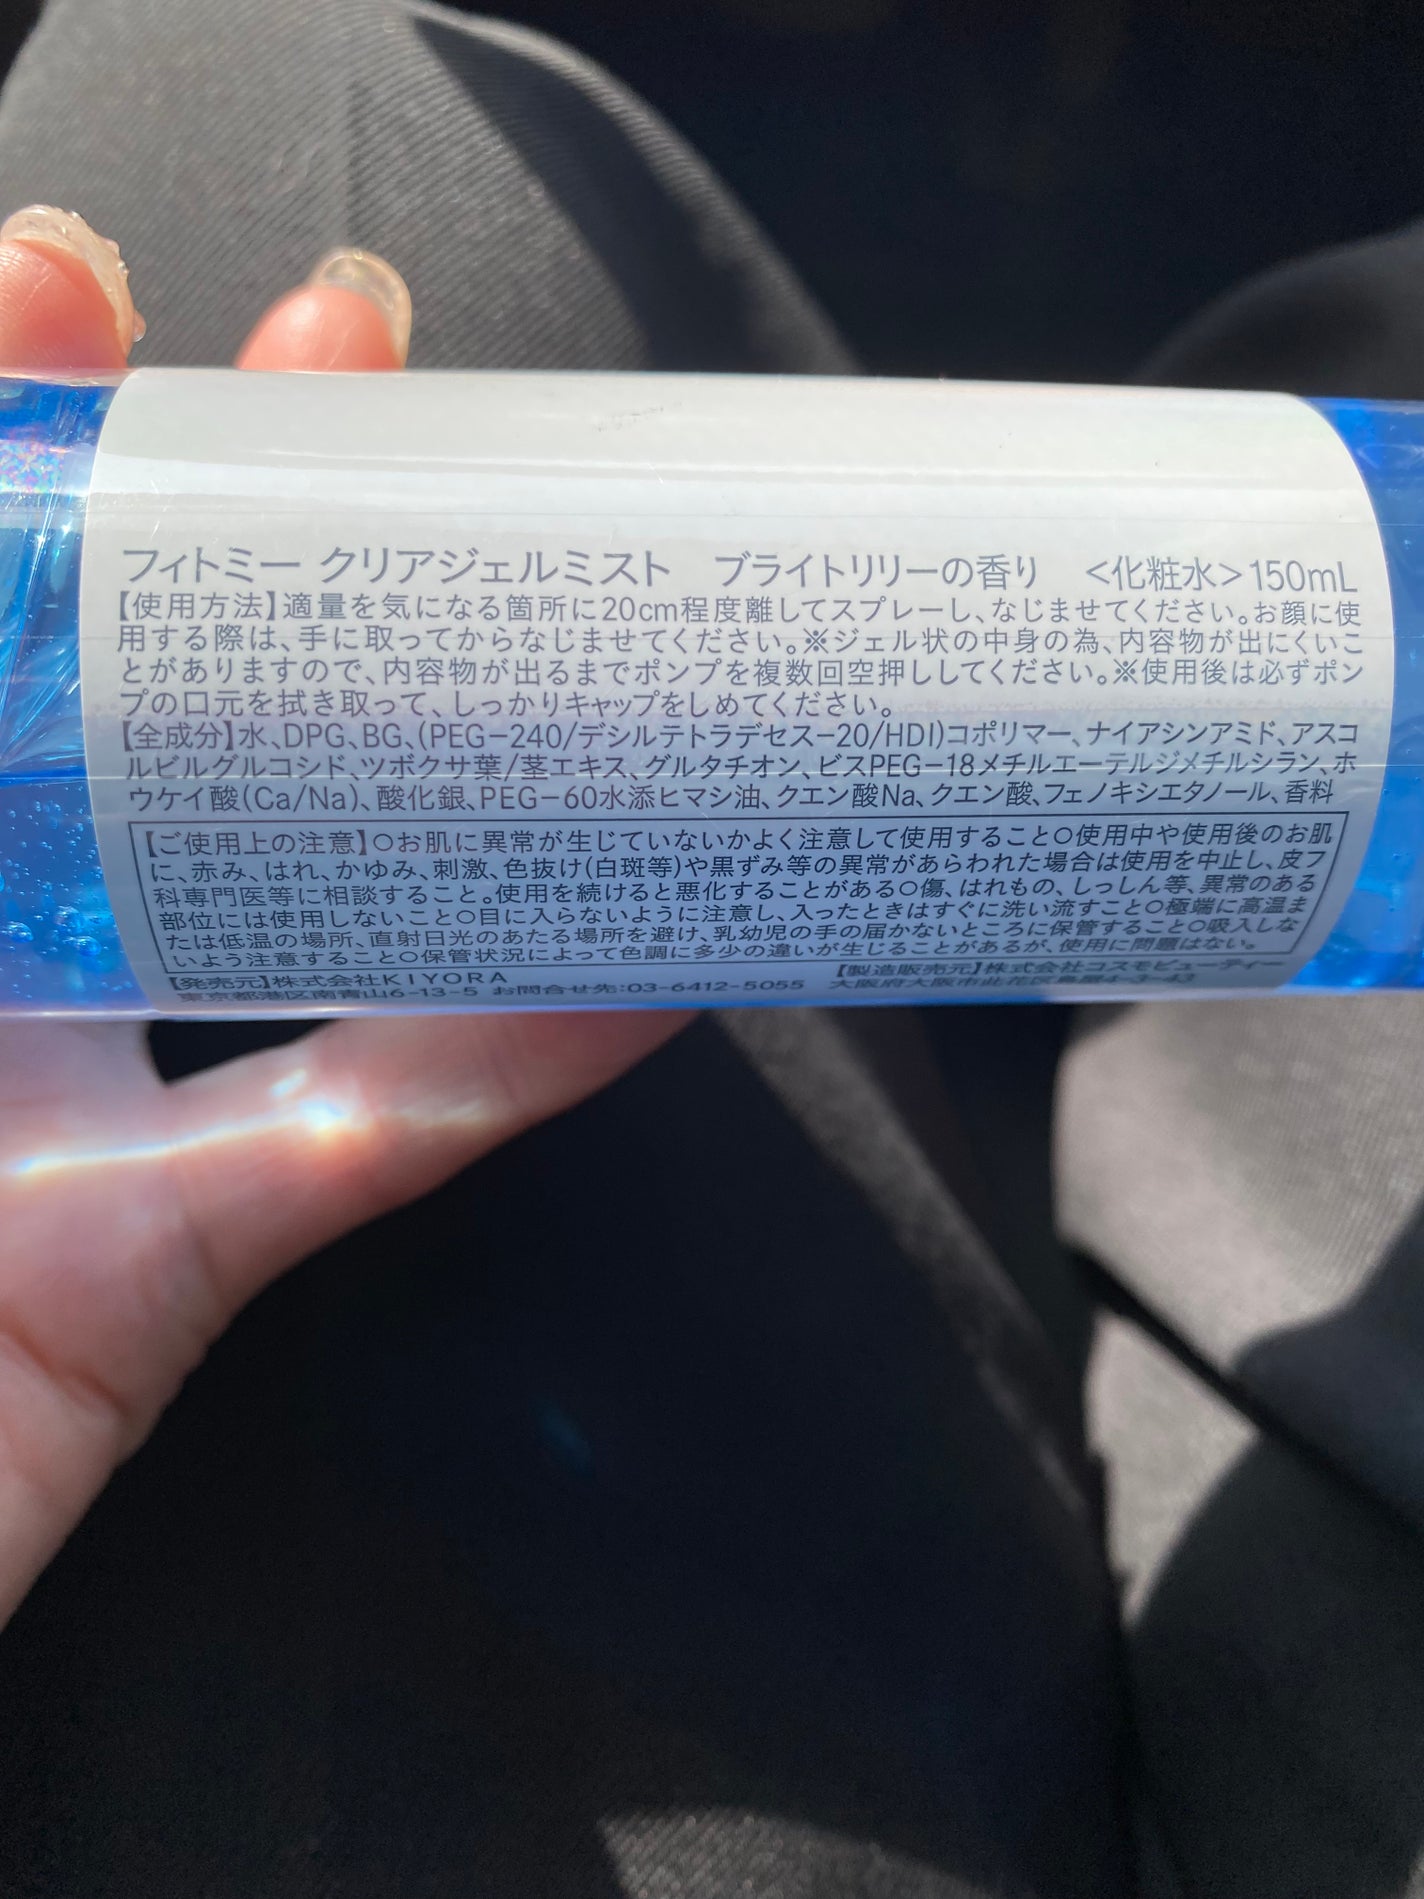 フィトミー クリアジェルミスト　ブライトリリーの香り　<化粧水>150mL
【使用方法】適量を気になる箇所に20cm程度離してスプレーし、なじませてください。お顔に使
用する際は、手に取ってからなじませてください。※ジェル状の中身の為、内容物が出にくいこ
とがありますので、内容物が出るまでポンプを複数回空押ししてください。※使用後は必ずポン
プの口元を拭き取って、しっかりキャップをしめてください。
【全成分】水、DPG、BG、(PEG−240/デシルテトラデセス−20/HDI)コポリマー、ナイアシンアミド、アスコ
ルビルグルコシド、ツボクサ葉/茎エキス、グルタチオン、ビスPEG−18メチルエーテルジメチルシラン、ホ
ウケイ酸(Ca/Na)、酸化銀、PEG−60水添ヒマシ油、クエン酸Na、クエン酸、フェノキシエタノール、香料
【ご使用上の注意】○お肌に異常が生じていないかよく注意して使用すること○使用中や使用後のお肌
に、赤み、はれ、かゆみ、刺激、色抜け(白斑等)や黒ずみ等の異常があらわれた場合は使用を中止し、皮フ
科専門医等に相談すること。使用を続けると悪化することがある○傷、はれもの、しっしん等、異常のある
部位には使用しないこと○目に入らないように注意し、入ったときはすぐに洗い流すこと○極端に高温ま
たは低温の場所、直射日光のあたる場所を避け、乳幼児の手の届かないところに保管すること○吸入しな
いよう注意すること○保管状況によって色調に多少の違いが生じることがあるが、使用に問題はない。
【発売元】株式会社KIYORA
東京都港区南青山6-13-5 お問合せ先:03-6412-5055
【製造販売元】株式会社コスモビューティー
大阪府大阪市此花区島屋4-3-43